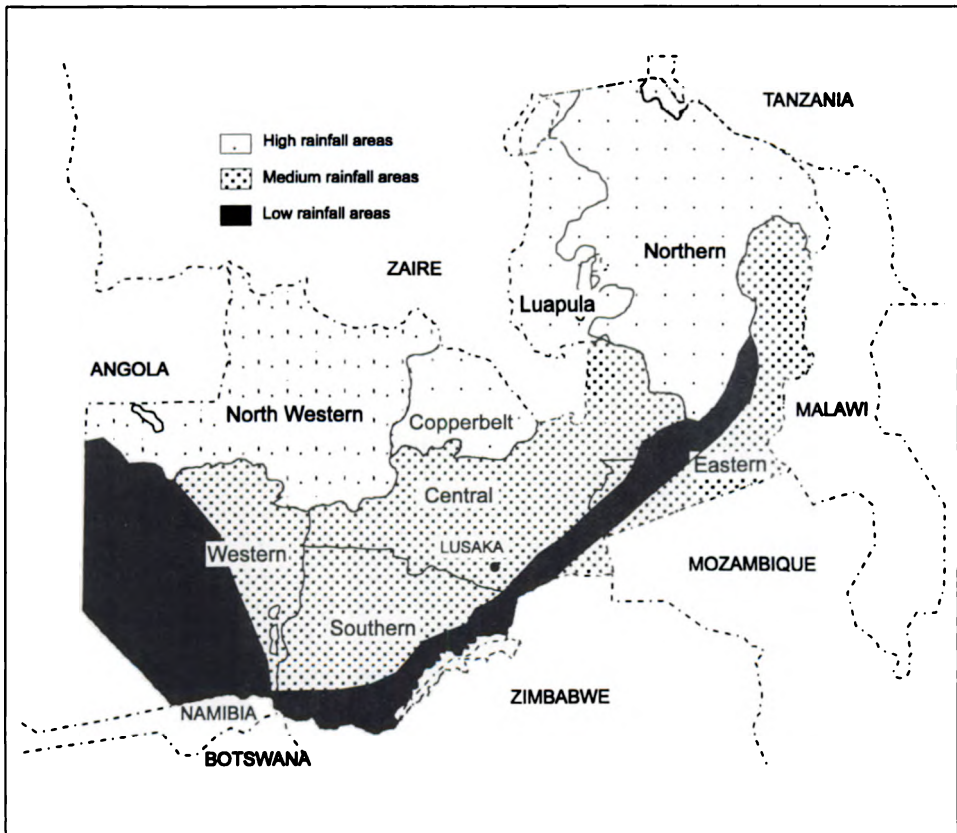 TANZANIA
High rainfall areas
Medium rainfall areas
Low rainfall areas
ZAIRE
Northern
Luapula
ANGOLA
North Western
Copperbelt
MALAWI
Eastern
Central
Western
LUSAKA
MOZAMBIQUE
Southern
ZIMBABWE
NAMIBIA
BOTSWANA